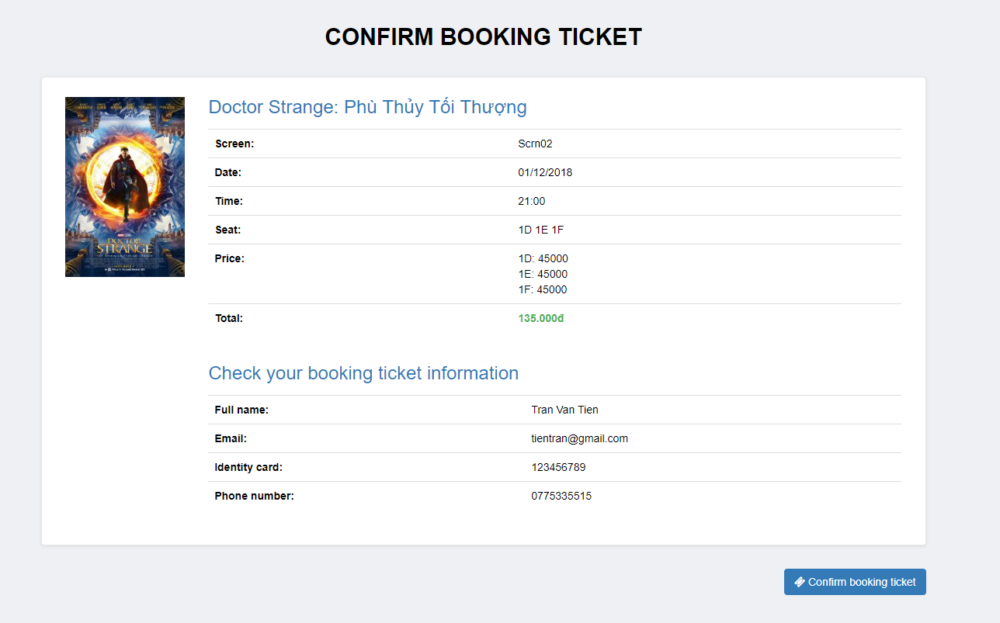 CONFIRM BOOKING TICKET
DOCTOR
STRANGE
Doctor Strange: Phù Thủy Tối Thượng
Screen: Scrn02
Date: 01/12/2018
Time: 21:00
Seat: 1D 1E 1F
Price: 1D: 45000
1E: 45000
1F: 45000
Total: 135.000đ
Check your booking ticket information
Full name: Tran Van Tien
Email: tientran@gmail.com
Identity card: 123456789
Phone number: 0775335515
Confirm booking ticket